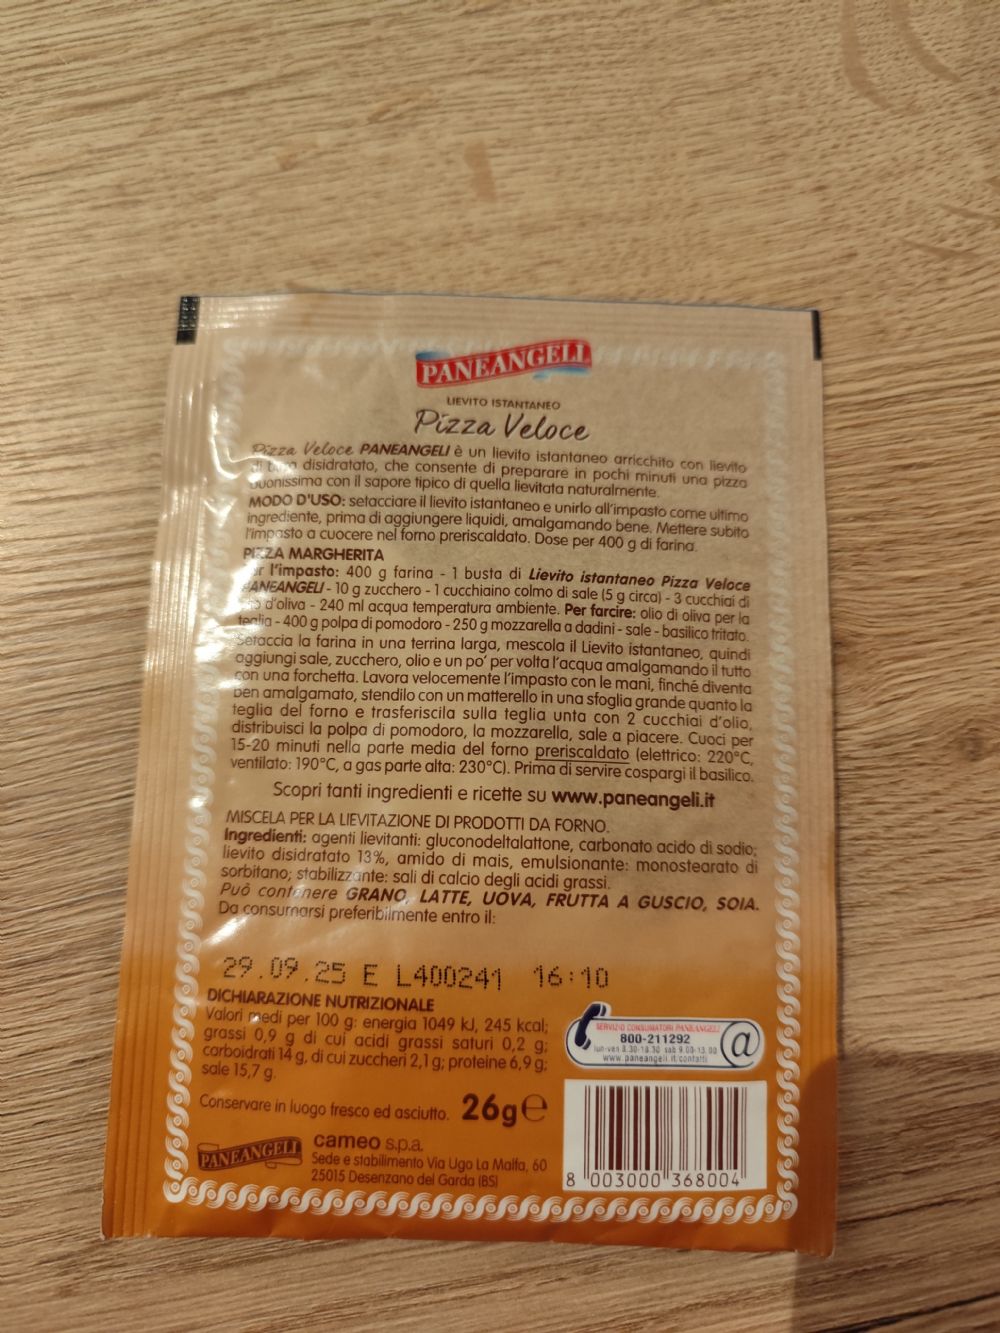 PANEANGELI
LIEVITO ISTANTANEO
Pizza Veloce
Pizza Veloce PANEANGELI è un lievito istantaneo arricchito con lievito
di disidratato, che consente di preparare in pochi minuti una pizza
buonissima con il sapore tipico di quella lievitata naturalmente.
MODO D'USO: setacciare il lievito istantaneo e unirlo all'impasto come ultimo
ingrediente, prima di aggiungere liquidi, amalgamando bene. Mettere subito
l'impasto a cuocere nel forno preriscaldato. Dose per 400 g di farina.
PIZZA MARGHERITA
l'impasto: 400 g farina - 1 busta di Lievito istantaneo Pizza Veloce
PANEANGELI - 10 g zucchero - 1 cucchiaino colmo di sale (5 g circa) - 3 cucchiai di
d'oliva - 240 ml acqua temperatura ambiente. Per farcire: olio di oliva per la
teglia - 400 g polpa di pomodoro - 250 g mozzarella a dadini - sale - basilico tritato.
Setaccia la farina in una terrina larga, mescola il Lievito istantaneo, quindi
aggiungi sale, zucchero, olio e un po' per volta l'acqua amalgamando il tutto
con una forchetta. Lavora velocemente l'impasto con le mani, finché diventa
ben amalgamato, stendilo con un matterello in una sfoglia grande quanto la
teglia del forno e trasferiscila sulla teglia unta con 2 cucchiai d'olio,
distribuisci la polpa di pomodoro, la mozzarella, sale a piacere. Cuoci per
15-20 minuti nella parte media del forno preriscaldato (elettrico: 220°C,
ventilato: 190°C, a gas parte alta: 230°C). Prima di servire cospargi il basilico.
Scopri tanti ingredienti e ricette su www.paneangeli.it
MISCELA PER LA LIEVITAZIONE DI PRODOTTI DA FORNO.
Ingredienti: agenti lievitanti: gluconodeltalattone, carbonato acido di sodio;
lievito disidratato 13%, amido di mais, emulsionante: monostearato di
sorbitano; stabilizzante: sali di calcio degli acidi grassi.
Può contenere GRANO, LATTE, UOVA, FRUTTA A GUSCIO, SOIA.
Da consumarsi preferibilmente entro il:
29.09.25 E L400241 16:10
DICHIARAZIONE NUTRIZIONALE
Valori medi per 100 g: energia 1049 kJ, 245 kcal;
grassi 0,9 g di cui acidi grassi saturi 0,2 g;
carboidrati 14 g, di cui zuccheri 2,1 g; proteine 6,9 g;
sale 15,7 g.
SERVIZIO CONSUMATORI PANEANGELI
800-211292
lun-ven 8.30-18.30 sab 9.00-13.00
www.paneangeli.it/contatti
@
Conservare in luogo fresco ed asciutto. 26g℮
PANEANGELI
cameo s.p.a.
Sede e stabilimento Via Ugo La Malfa, 60
25015 Desenzano del Garda (BS)
8 003000 368004